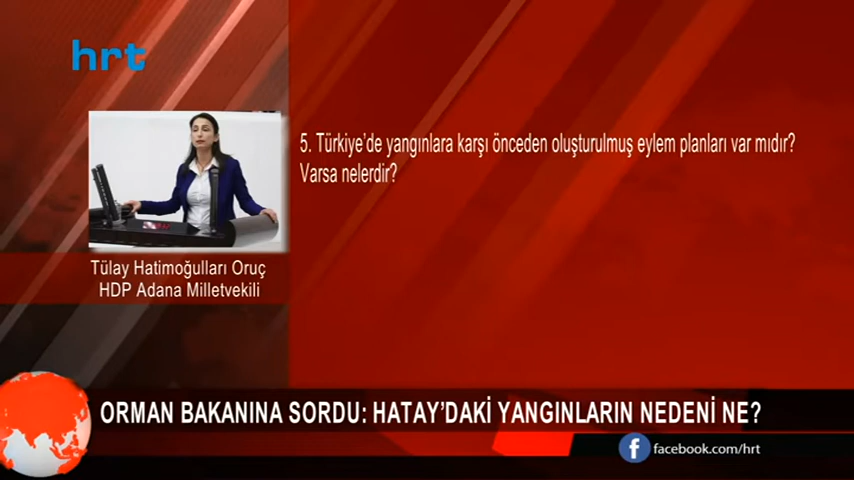 hrt
5. Türkiye'de yangınlara karşı önceden oluşturulmuş eylem planları var mıdır?
Varsa nelerdir?
Tülay Hatimoğulları Oruç
HDP Adana Milletvekili
ORMAN BAKANINA SORDU: HATAY'DAKİ YANGINLARIN NEDENİ NE?
facebook.com/hrt